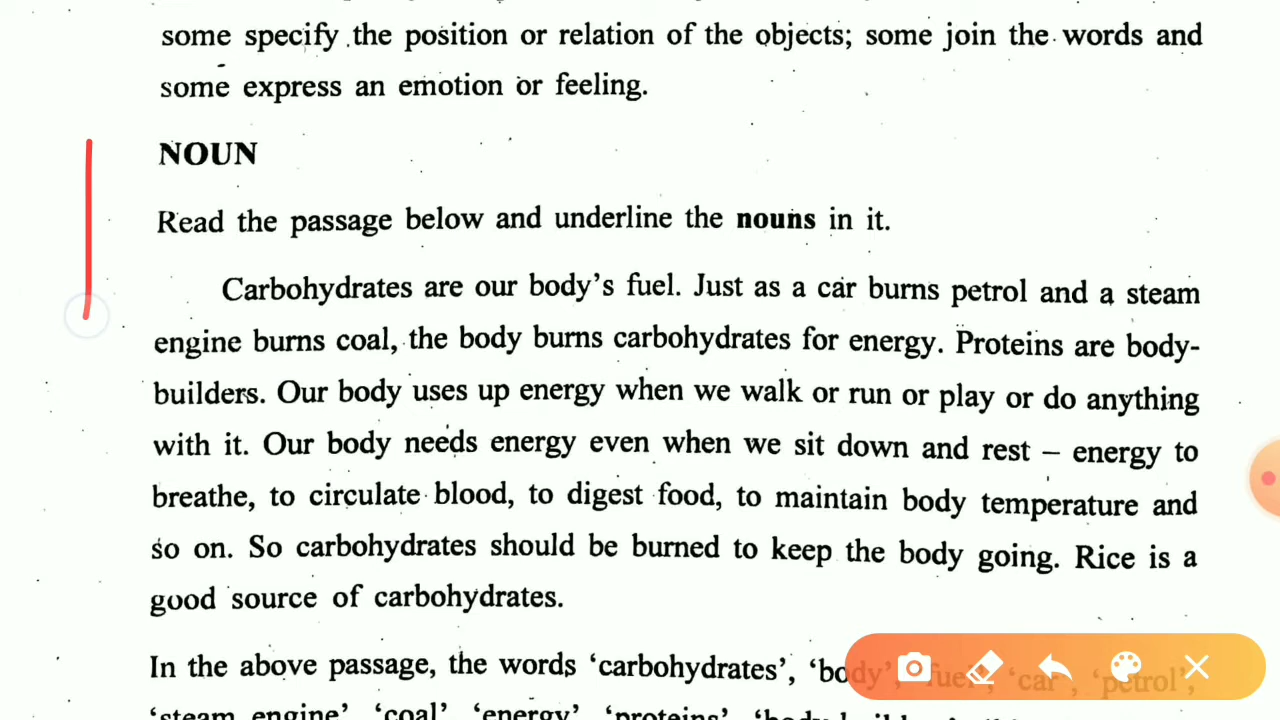 some specify the position or relation of the objects; some join the words and
some express an emotion or feeling.
NOUN
Read the passage below and underline the nouns in it.
Carbohydrates are our body's fuel. Just as a car burns petrol and a steam
engine burns coal, the body burns carbohydrates for energy. Proteins are body-
builders. Our body uses up energy when we walk or run or play or do anything
with it. Our body needs energy even when we sit down and rest – energy to
breathe, to circulate blood, to digest food, to maintain body temperature and
so on. So carbohydrates should be burned to keep the body going. Rice is a
good source of carbohydrates.
In the above passage, the words ‘carbohydrates’, ‘body’, ‘fuel’, ‘car’, ‘petrol’,
‘steam engine’ ‘coal’ ‘energy’ ‘proteins’